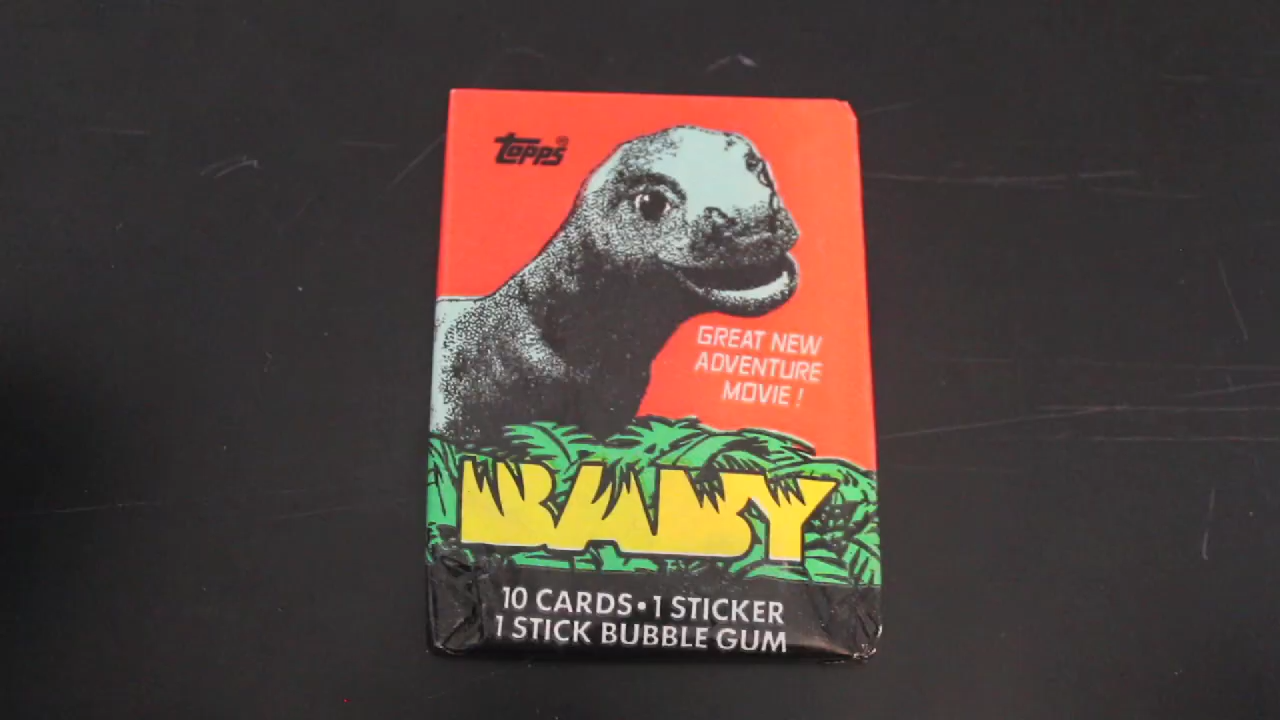 Topps®
GREAT NEW
ADVENTURE
MOVIE!
BABY
10 CARDS • 1 STICKER
1 STICK BUBBLE GUM